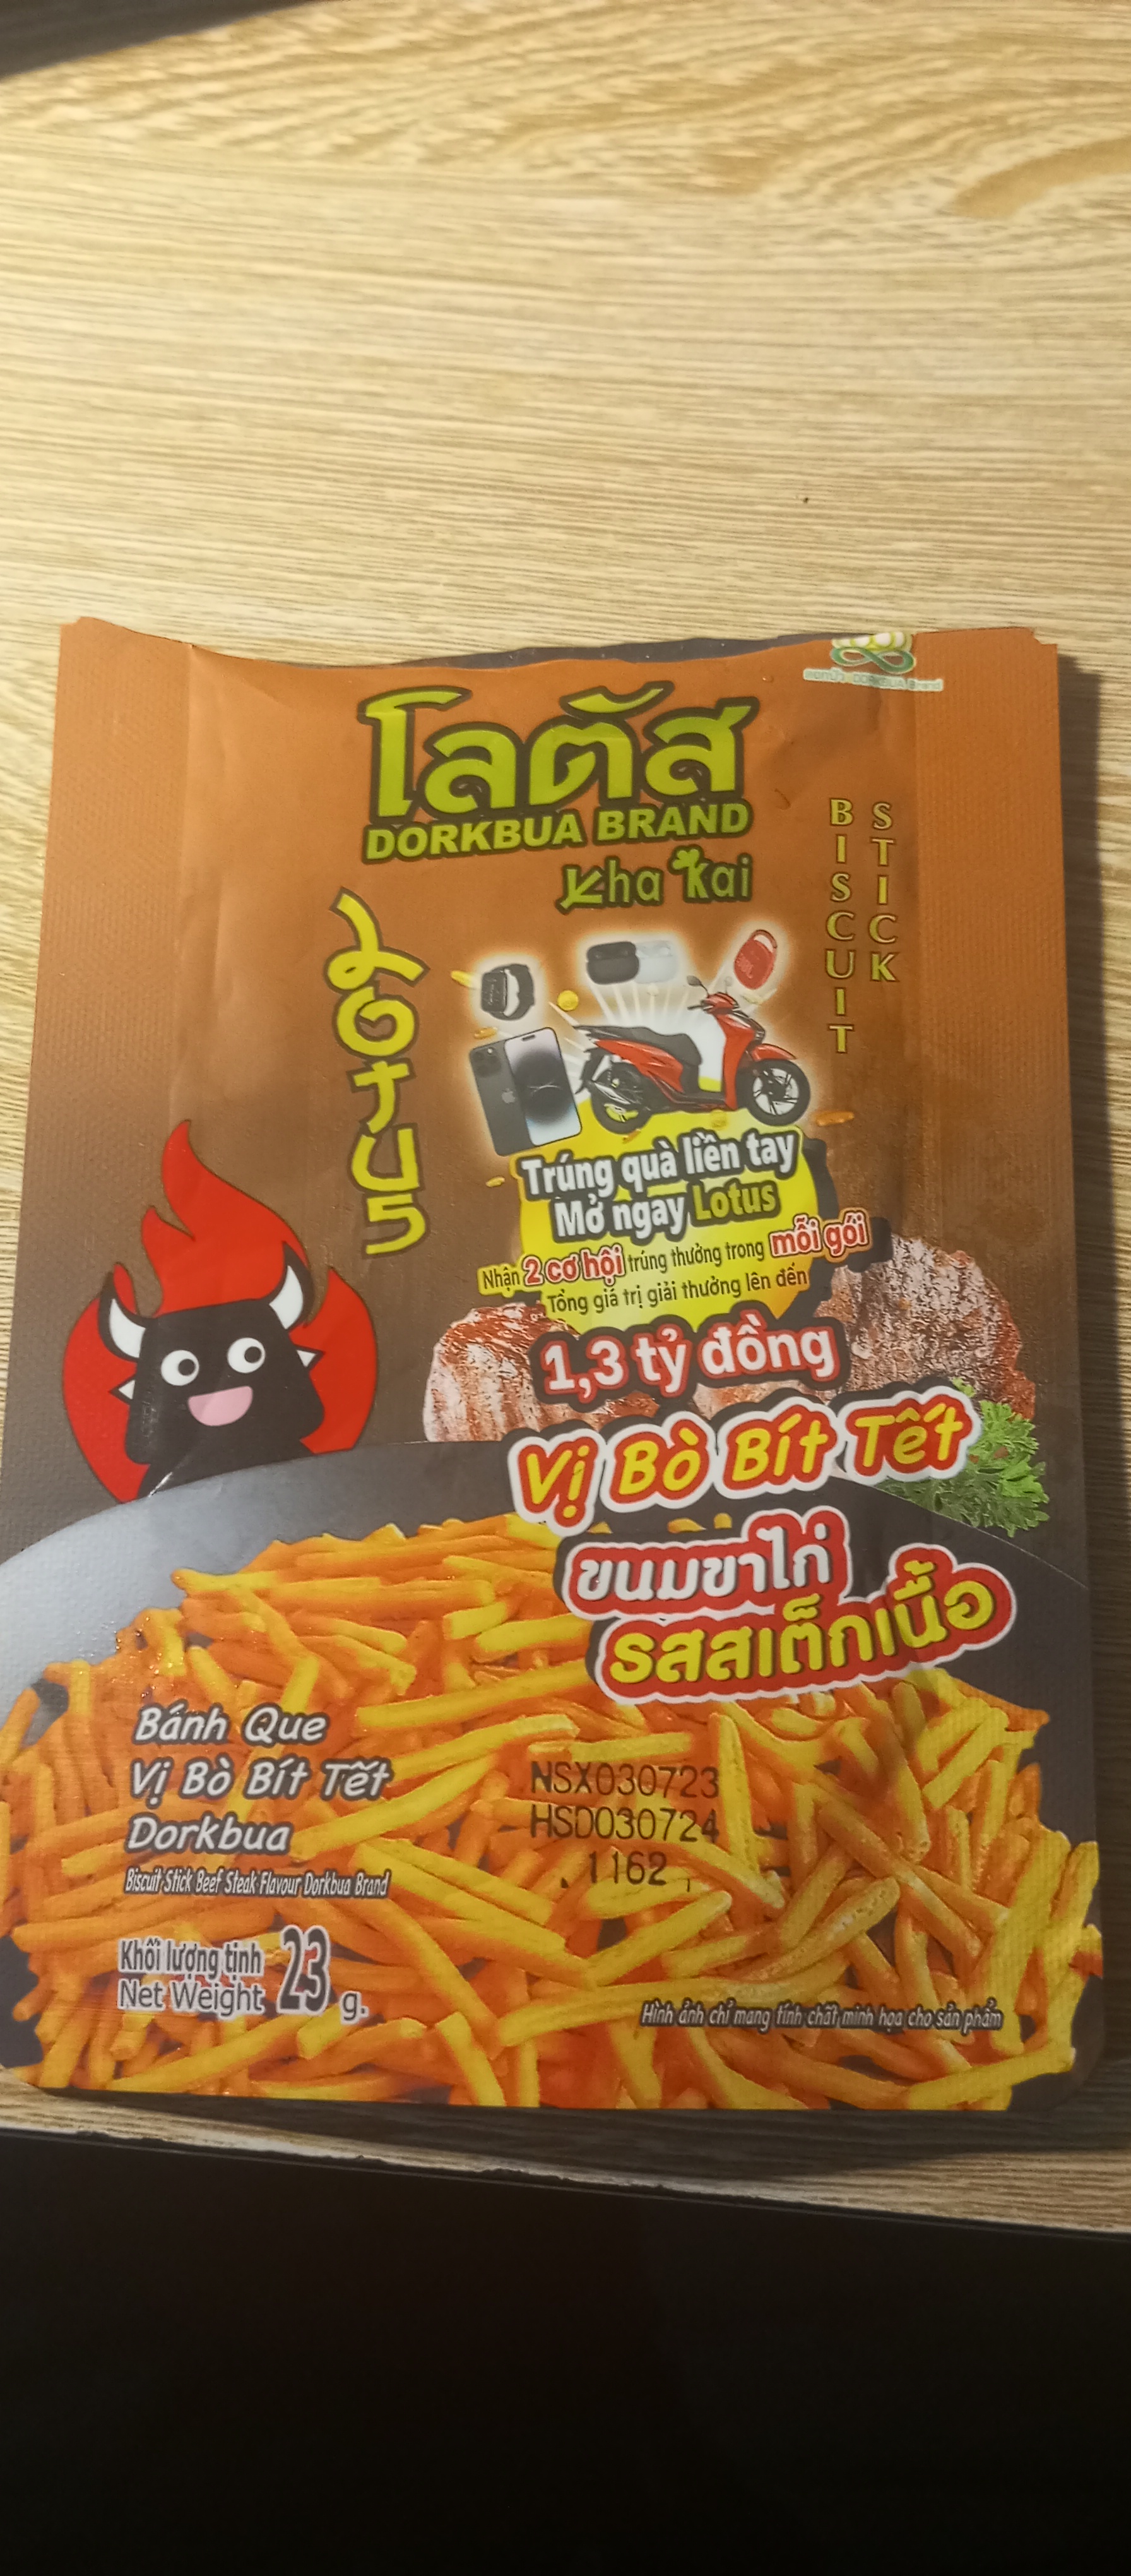 DORKBUA Brand
โลตัส
DORKBUA BRAND
Kha Kai
BISCUIT
STICK
Lotus
JBL
Trúng quà liền tay
Mở ngay Lotus
Nhận 2 cơ hội trúng thưởng trong mỗi gói
Tổng giá trị giải thưởng lên đến
1,3 tỷ đồng
Vị Bò Bít Tết
ขนมขาไก่
รสสเต็กเนื้อ
Bánh Que
Vị Bò Bít Tết
Dorkbua
Biscuit Stick Beef Steak Flavour Dorkbua Brand
NSX030723
HSD030724
1162
Khối lượng tịnh
Net Weight 23 g.
Hình ảnh chỉ mang tính chất minh họa cho sản phẩm